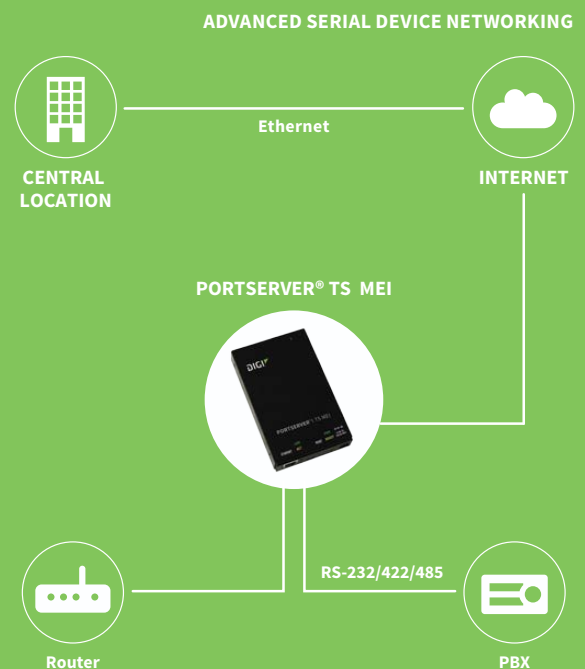 ADVANCED SERIAL DEVICE NETWORKING
Ethernet
CENTRAL
LOCATION
INTERNET
PORTSERVER® TS MEI
DIGI
PORTSERVER® 1 TS MEI
RS-232/422/485
Router
PBX